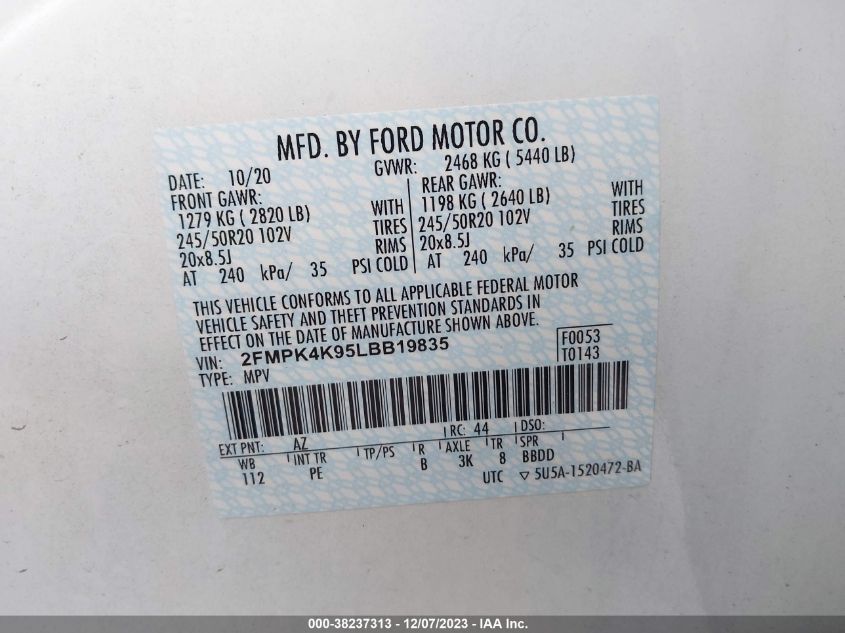 MFD. BY FORD MOTOR CO.
DATE: 10/20 GVWR: 2468 KG ( 5440 LB)
FRONT GAWR:
1279 KG ( 2820 LB) WITH
245/50R20 102V TIRES
20x8.5J RIMS
AT 240 kPa/ 35 PSI COLD
REAR GAWR: WITH
1198 KG ( 2640 LB) TIRES
245/50R20 102V RIMS
20x8.5J
AT 240 kPa/ 35 PSI COLD
THIS VEHICLE CONFORMS TO ALL APPLICABLE FEDERAL MOTOR
VEHICLE SAFETY AND THEFT PREVENTION STANDARDS IN
EFFECT ON THE DATE OF MANUFACTURE SHOWN ABOVE.
VIN: 2FMPK4K95LBB19835
TYPE: MPV
F0053
T0143
EXT PNT: AZ RC: 44 DSO:
WB INT TR TP/PS R AXLE TR SPR
112 PE B 3K 8 BBDD
UTC ▽ 5U5A-1520472-BA
000-38237313 - 12/07/2023 - IAA Inc.